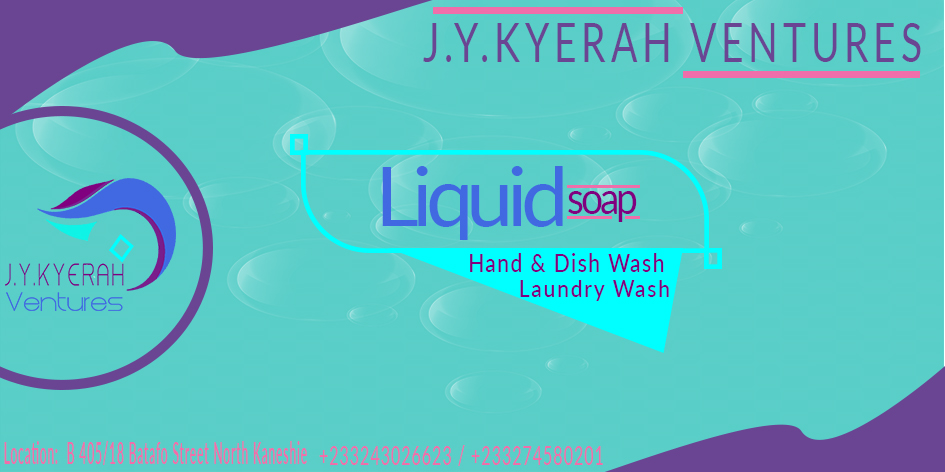 J.Y.KYERAH VENTURES
Liquid soap
Hand & Dish Wash
Laundry Wash
J.Y.KYERAH
Ventures
Location: B 405/18 Batafo Street North Kaneshie +233243026623 / +233274580201